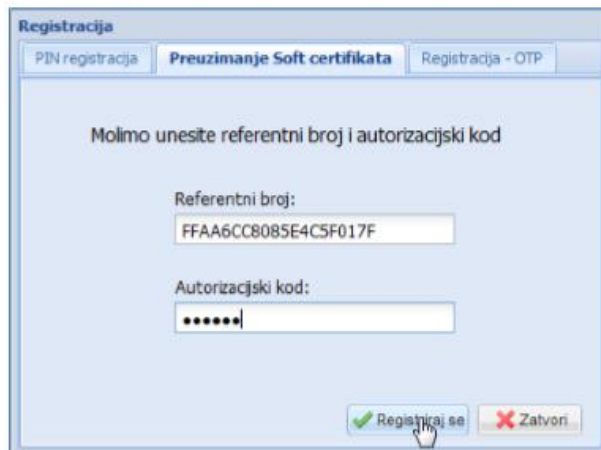 Registracija
PIN registracija Preuzimanje Soft certifikata Registracija - OTP
Molimo unesite referentni broj i autorizacijski kod
Referentni broj:
FFAA6CC8085E4C5F017F
Autorizacijski kod:
••••••
Registriraj se Zatvori